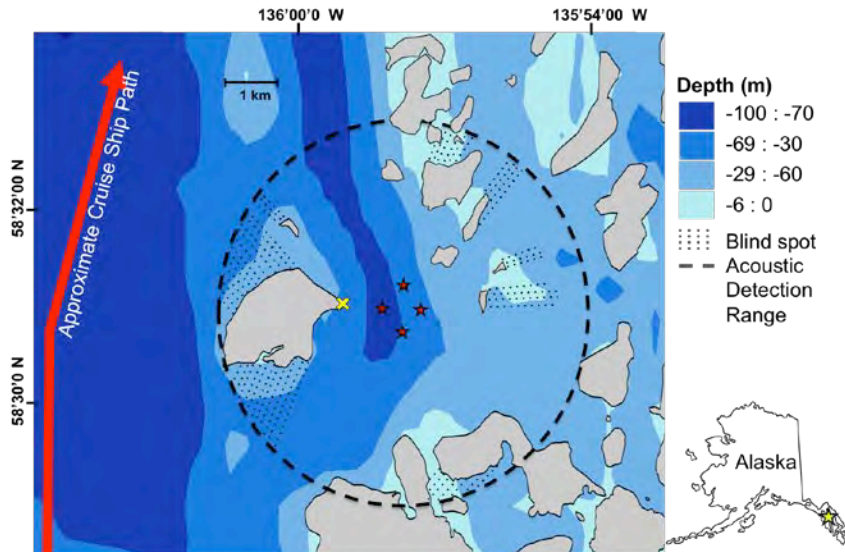 136°00'0 W
135°54'00 W
1 km
58°32'00 N
58°30'0 N
Approximate Cruise Ship Path
Depth (m)
-100 : -70
-69 : -30
-29 : -60
-6 : 0
Blind spot
Acoustic
Detection
Range
Alaska